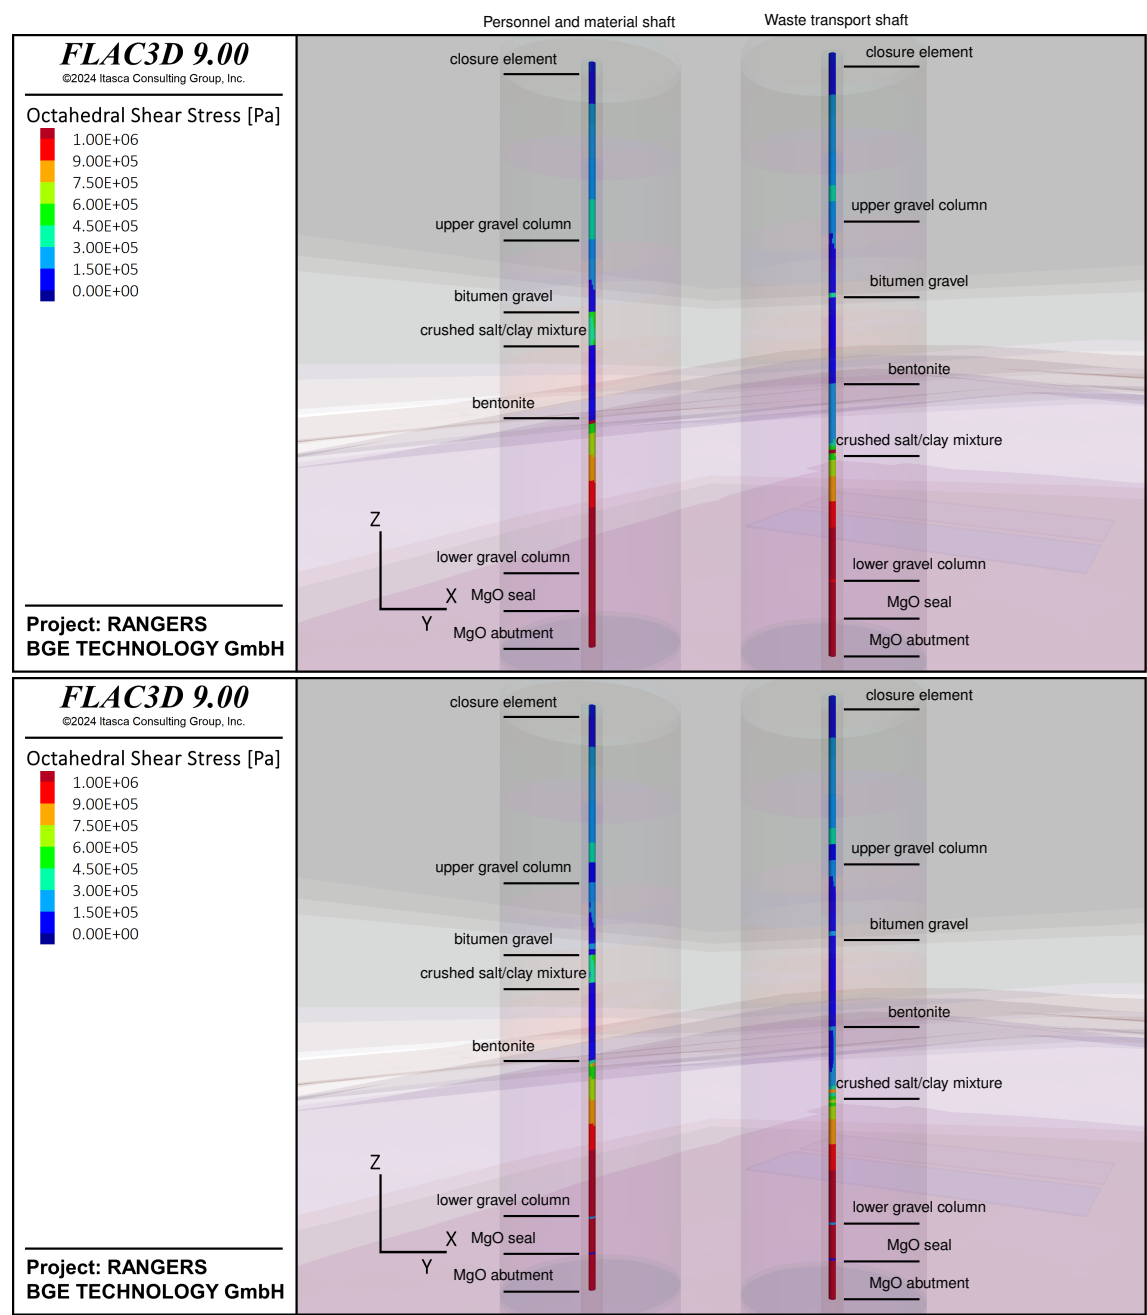 Personnel and material shaft
Waste transport shaft
FLAC3D 9.00
©2024 Itasca Consulting Group, Inc.
Octahedral Shear Stress [Pa]
1.00E+06
9.00E+05
7.50E+05
6.00E+05
4.50E+05
3.00E+05
1.50E+05
0.00E+00
Project: RANGERS
BGE TECHNOLOGY GmbH
closure element
upper gravel column
bitumen gravel
crushed salt/clay mixture
bentonite
lower gravel column
MgO seal
MgO abutment
Z
X
Y
closure element
upper gravel column
bitumen gravel
bentonite
crushed salt/clay mixture
lower gravel column
MgO seal
MgO abutment
FLAC3D 9.00
©2024 Itasca Consulting Group, Inc.
Octahedral Shear Stress [Pa]
1.00E+06
9.00E+05
7.50E+05
6.00E+05
4.50E+05
3.00E+05
1.50E+05
0.00E+00
Project: RANGERS
BGE TECHNOLOGY GmbH
closure element
upper gravel column
bitumen gravel
crushed salt/clay mixture
bentonite
lower gravel column
MgO seal
MgO abutment
Z
X
Y
closure element
upper gravel column
bitumen gravel
bentonite
crushed salt/clay mixture
lower gravel column
MgO seal
MgO abutment